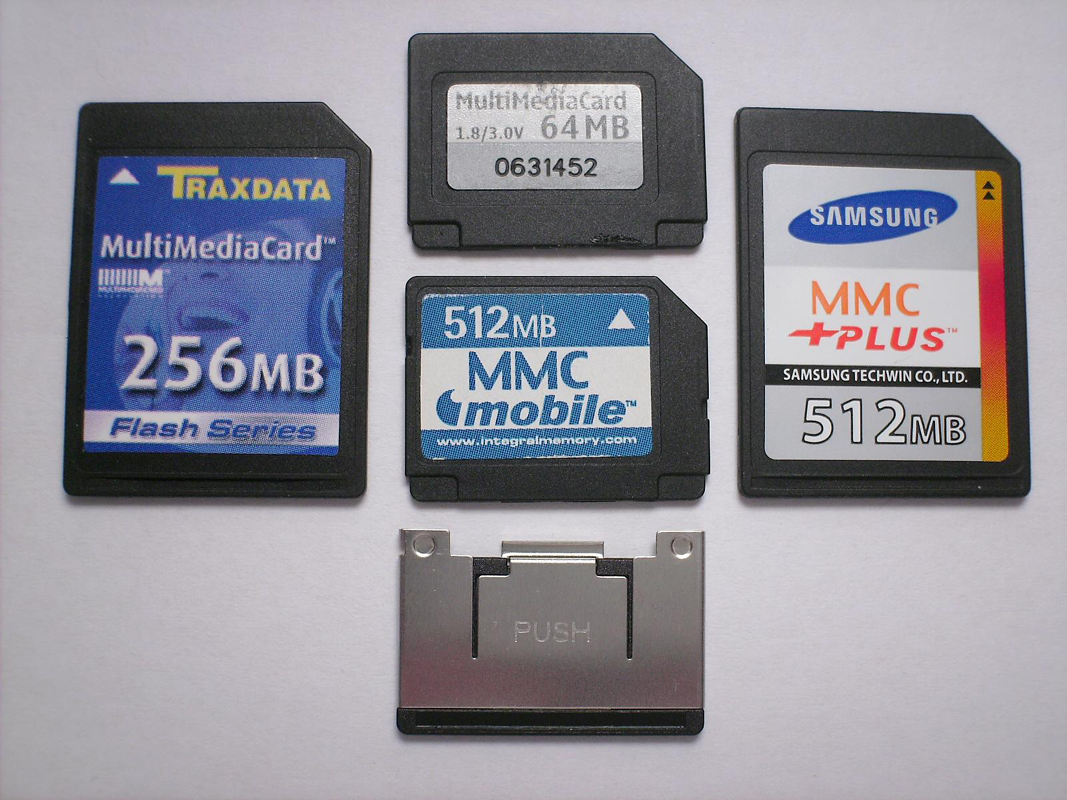 TRAXDATA
MultiMediaCard™
256MB
Flash Series
MultiMediaCard
1.8/3.0V 64MB
0631452
512MB
MMC
mobile™
www.integralmemory.com
PUSH
SAMSUNG
MMC
+PLUS™
SAMSUNG TECHWIN CO., LTD.
512MB